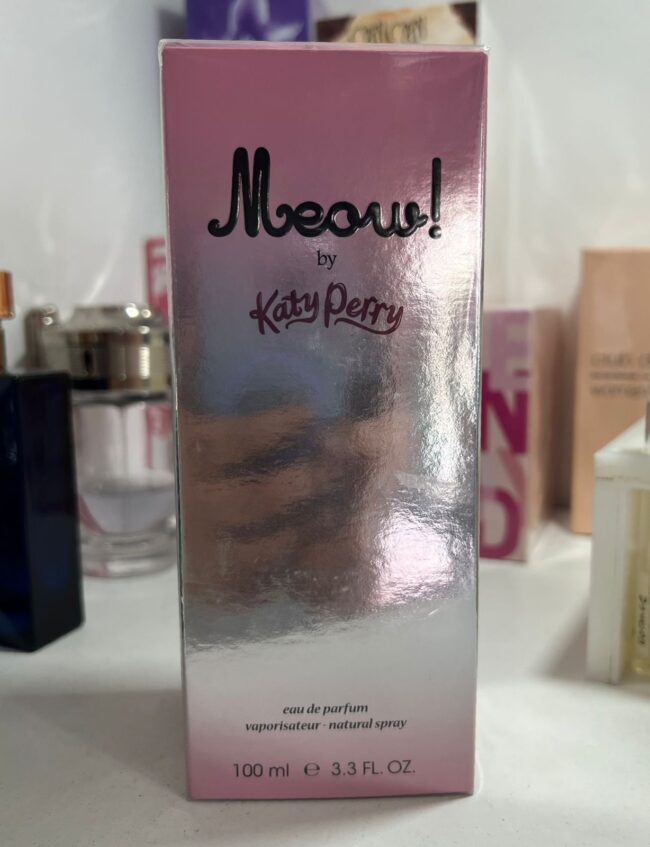 Meow!
by
Katy Perry
eau de parfum
vaporisateur - natural spray
100 ml e 3.3 FL. OZ.